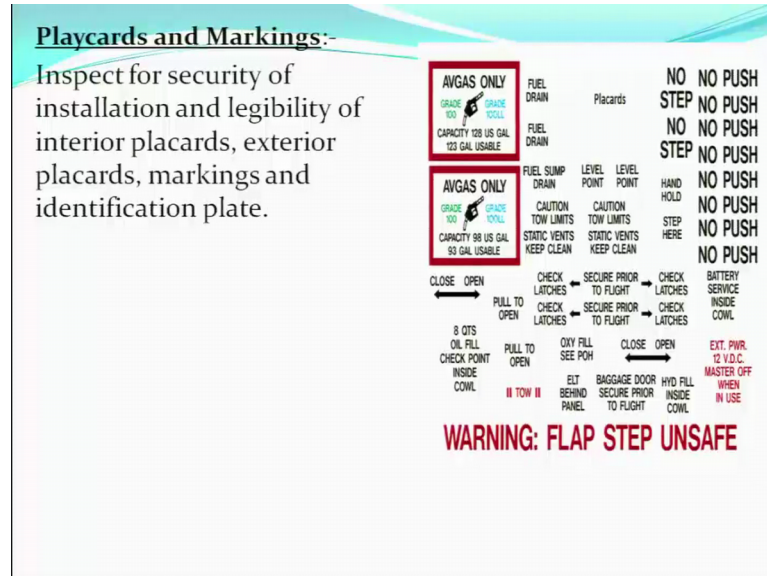 Playcards and Markings:-
Inspect for security of
installation and legibility of
interior placards, exterior
placards, markings and
identification plate.
AVGAS ONLY
GRADE 100
GRADE 100LL
CAPACITY 128 US GAL
123 GAL USABLE
AVGAS ONLY
GRADE 100
GRADE 100LL
CAPACITY 98 US GAL
93 GAL USABLE
FUEL
DRAIN
FUEL
DRAIN
Placards
NO
STEP
NO
STEP
NO PUSH
NO PUSH
NO PUSH
NO PUSH
NO PUSH
NO PUSH
NO PUSH
NO PUSH
FUEL SUMP
DRAIN
LEVEL
POINT
LEVEL
POINT
HAND
HOLD
CAUTION
TOW LIMITS
CAUTION
TOW LIMITS
STEP
HERE
STATIC VENTS
KEEP CLEAN
STATIC VENTS
KEEP CLEAN
CLOSE OPEN
PULL TO
OPEN
CHECK
LATCHES
SECURE PRIOR
TO FLIGHT
CHECK
LATCHES
CHECK
LATCHES
SECURE PRIOR
TO FLIGHT
CHECK
LATCHES
BATTERY
SERVICE
INSIDE
COWL
8 QTS
OIL FILL
CHECK POINT
INSIDE
COWL
PULL TO
OPEN
OXY FILL
SEE POH
CLOSE OPEN
EXT. PWR.
12 V.D.C.
MASTER OFF
WHEN
IN USE
II TOW II
ELT
BEHIND
PANEL
BAGGAGE DOOR
SECURE PRIOR
TO FLIGHT
HYD FILL
INSIDE
COWL
WARNING: FLAP STEP UNSAFE